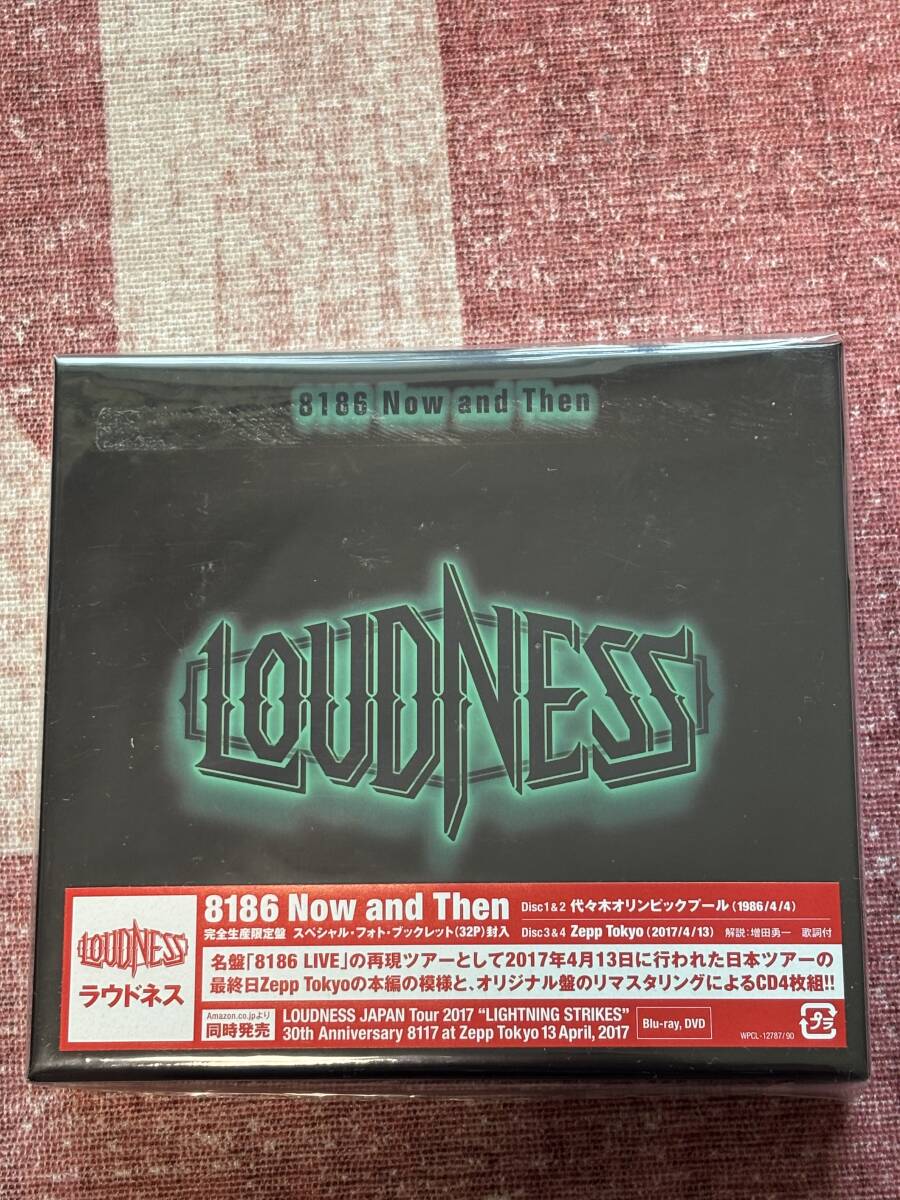 8186 Now and Then
LOUDNESS
LOUDNESS
ラウドネス
8186 Now and Then
Disc1&2 代々木オリンピックプール(1986/4/4)
完全生産限定盤 スペシャル・フォト・ブックレット(32P)封入
Disc3&4 Zepp Tokyo(2017/4/13) 解説:増田勇一 歌詞付
名盤「8186 LIVE」の再現ツアーとして2017年4月13日に行われた日本ツアーの
最終日Zepp Tokyoの本編の模様と、オリジナル盤のリマスタリングによるCD4枚組!!
Amazon.co.jpより
同時発売
LOUDNESS JAPAN Tour 2017 “LIGHTNING STRIKES”
30th Anniversary 8117 at Zepp Tokyo 13 April, 2017
Blu-ray, DVD
プラ
WPCL-12787/90